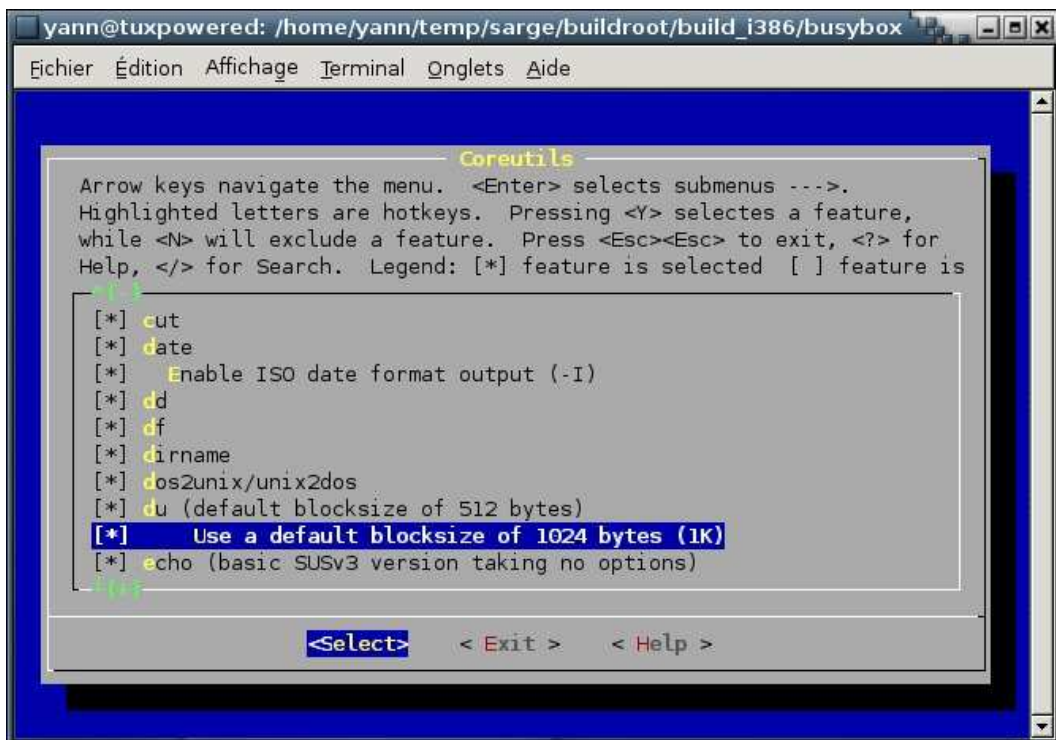 yann@tuxpowered: /home/yann/temp/sarge/buildroot/build_i386/busybox
Fichier Édition Affichage Terminal Onglets Aide
Coreutils
Arrow keys navigate the menu. <Enter> selects submenus --->.
Highlighted letters are hotkeys. Pressing <Y> selectes a feature,
while <N> will exclude a feature. Press <Esc><Esc> to exit, <?> for
Help, </> for Search. Legend: [*] feature is selected [ ] feature is
^(-)
[*] cut
[*] date
[*] Enable ISO date format output (-I)
[*] dd
[*] df
[*] dirname
[*] dos2unix/unix2dos
[*] du (default blocksize of 512 bytes)
[*] Use a default blocksize of 1024 bytes (1K)
[*] echo (basic SUSv3 version taking no options)
<Select> < Exit > < Help >